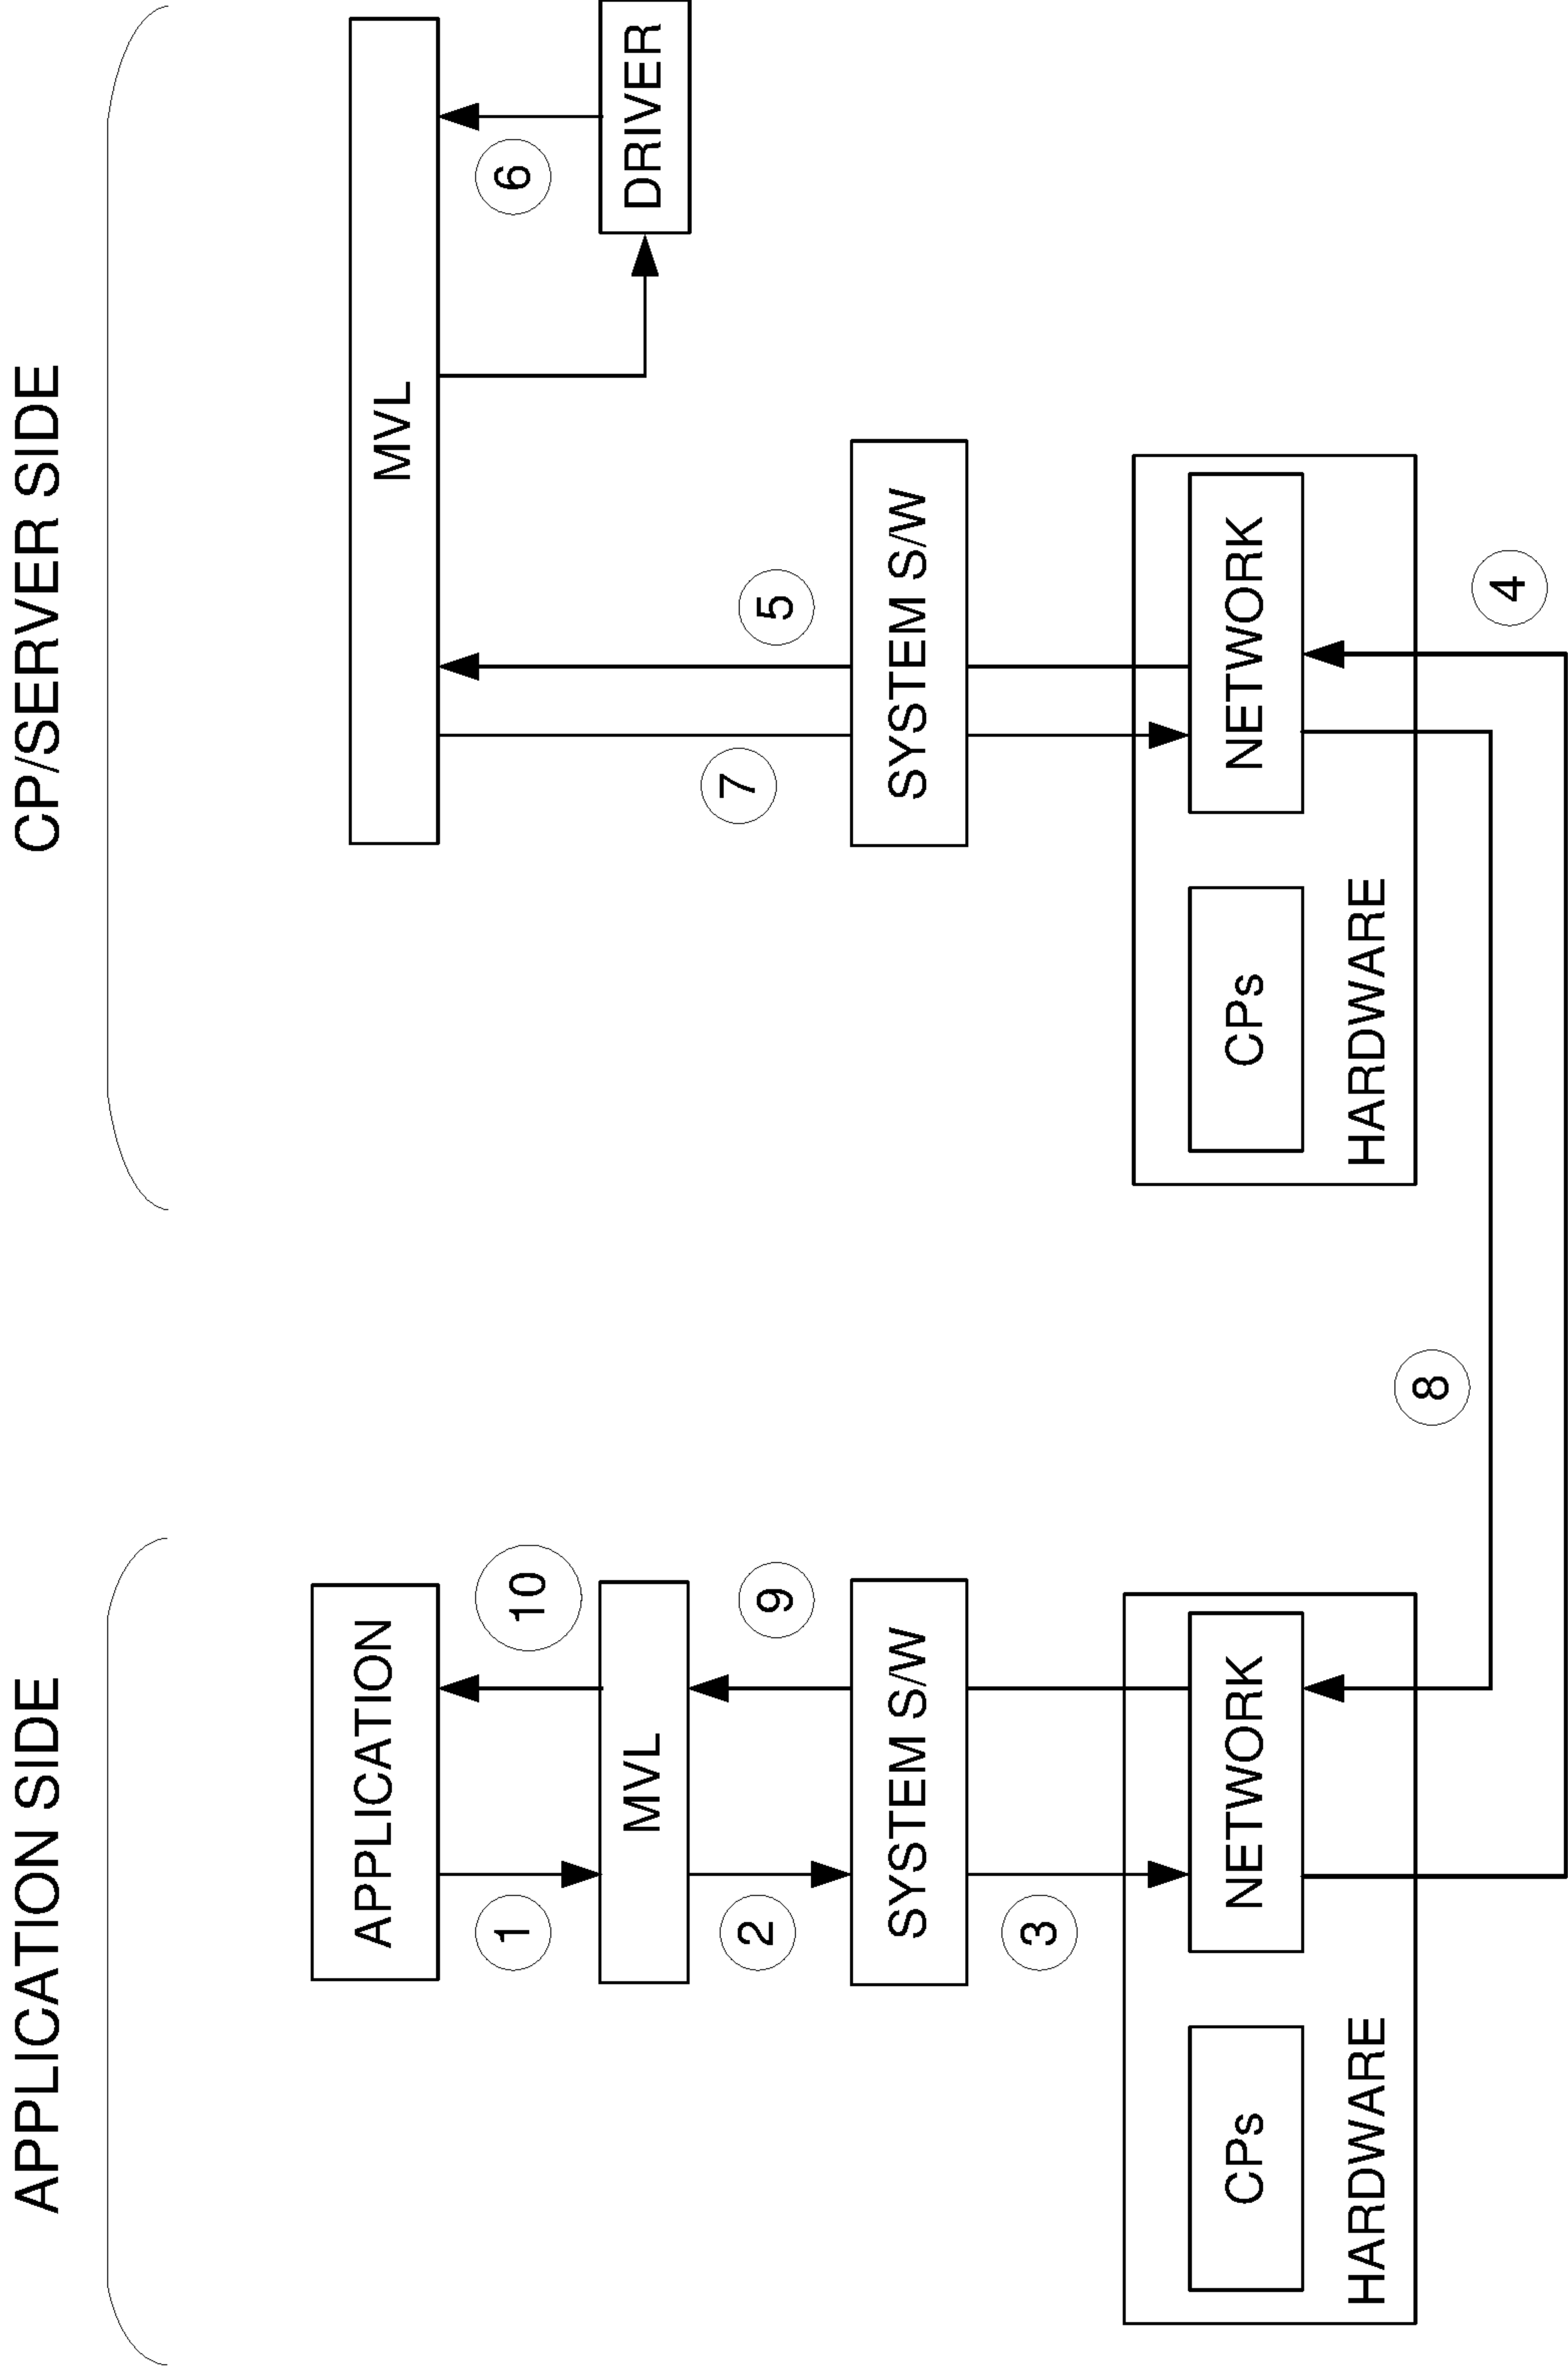 APPLICATION SIDE
CP/SERVER SIDE
APPLICATION
MVL
1
10
6
MVL
DRIVER
2
9
7
5
SYSTEM S/W
SYSTEM S/W
3
CPs
NETWORK
CPs
NETWORK
HARDWARE
HARDWARE
8
4